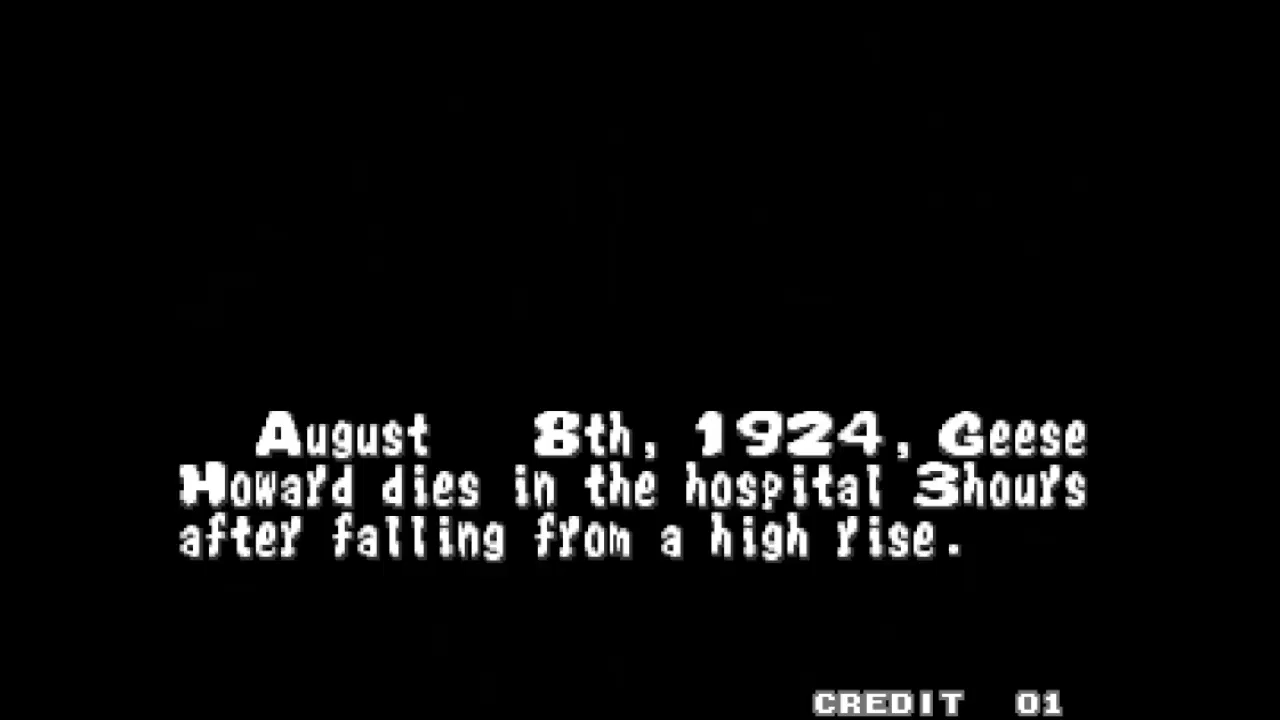 August 8th, 1924, Geese
Howard dies in the hospital 3hours
after falling from a high rise.
CREDIT 01